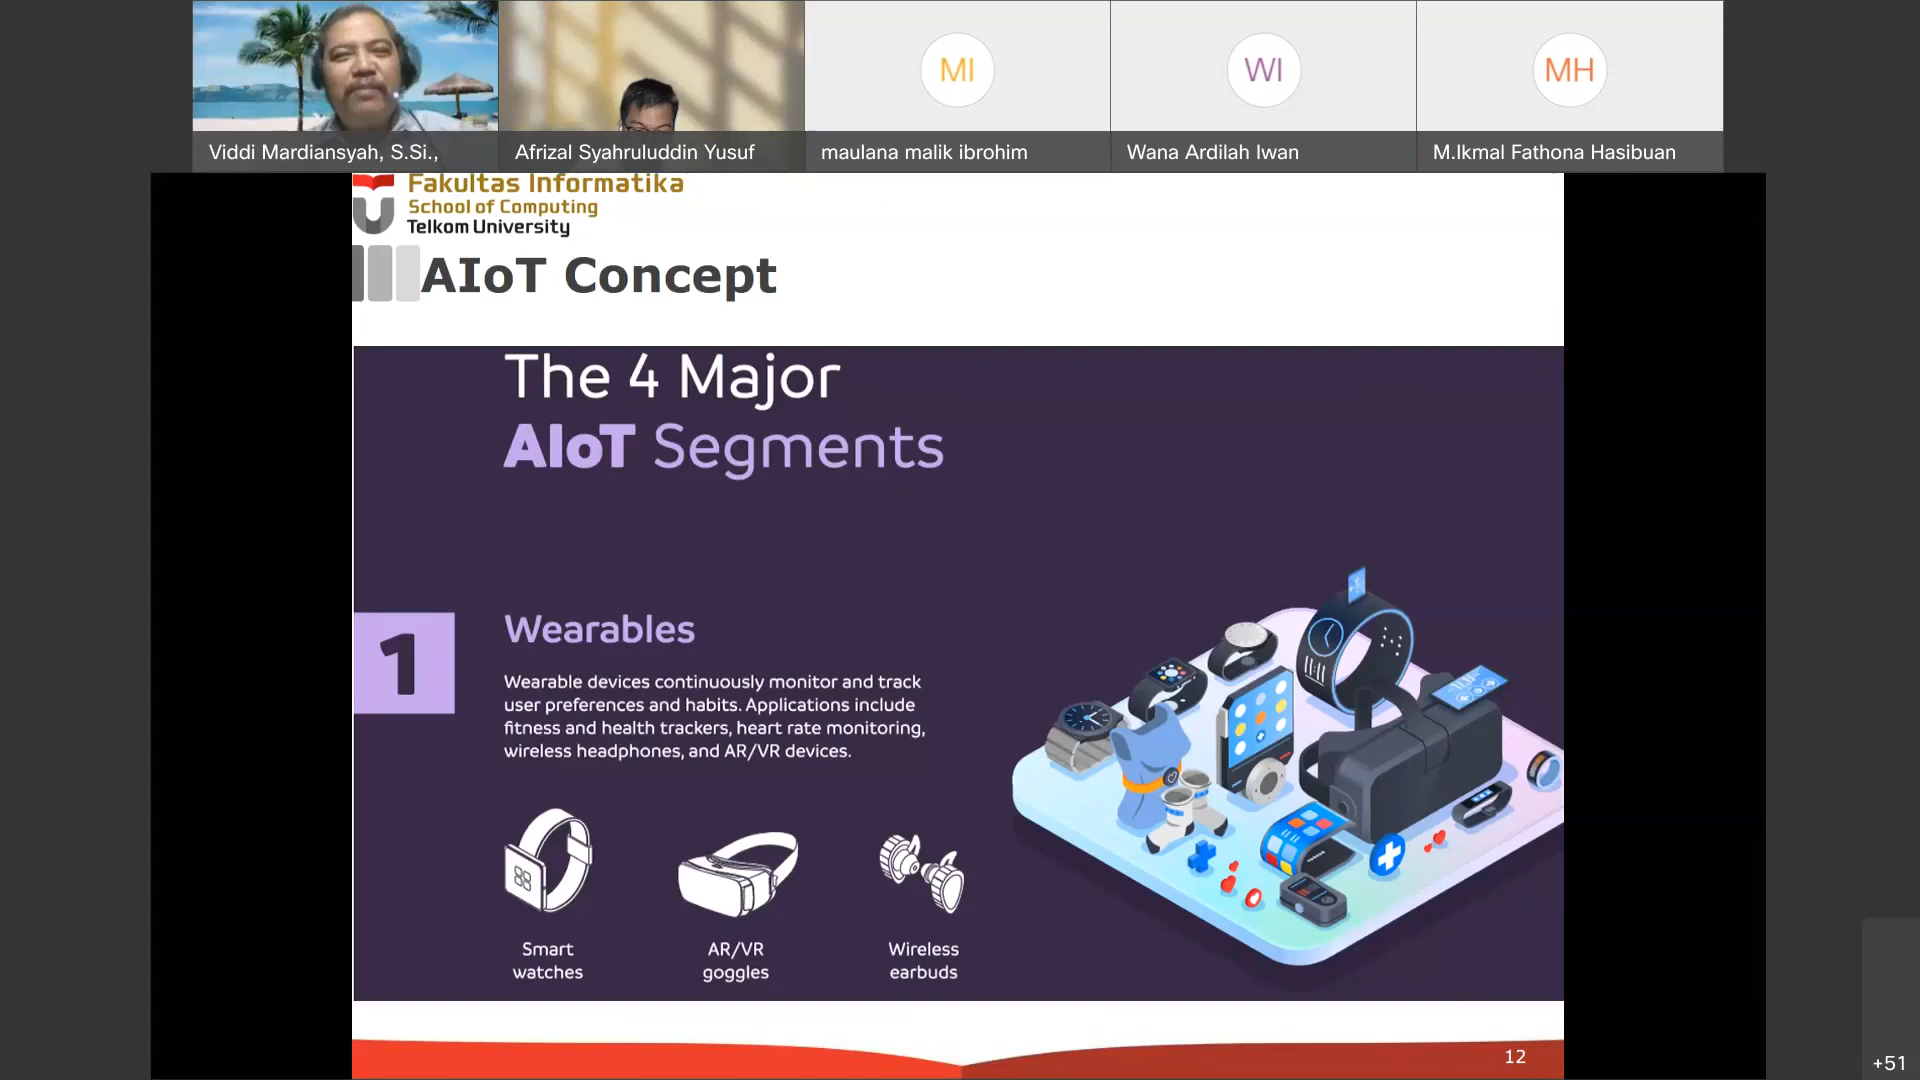 MI
WI
MH
Viddi Mardiansyah, S.Si.,
Afrizal Syahruluddin Yusuf
maulana malik ibrohim
Wana Ardilah Iwan
M.Ikmal Fathona Hasibuan
Fakultas Informatika
School of Computing
Telkom University
AIoT Concept
The 4 Major
AIoT Segments
1
Wearables
Wearable devices continuously monitor and track
user preferences and habits. Applications include
fitness and health trackers, heart rate monitoring,
wireless headphones, and AR/VR devices.
Smart
watches
AR/VR
goggles
Wireless
earbuds
12
+51